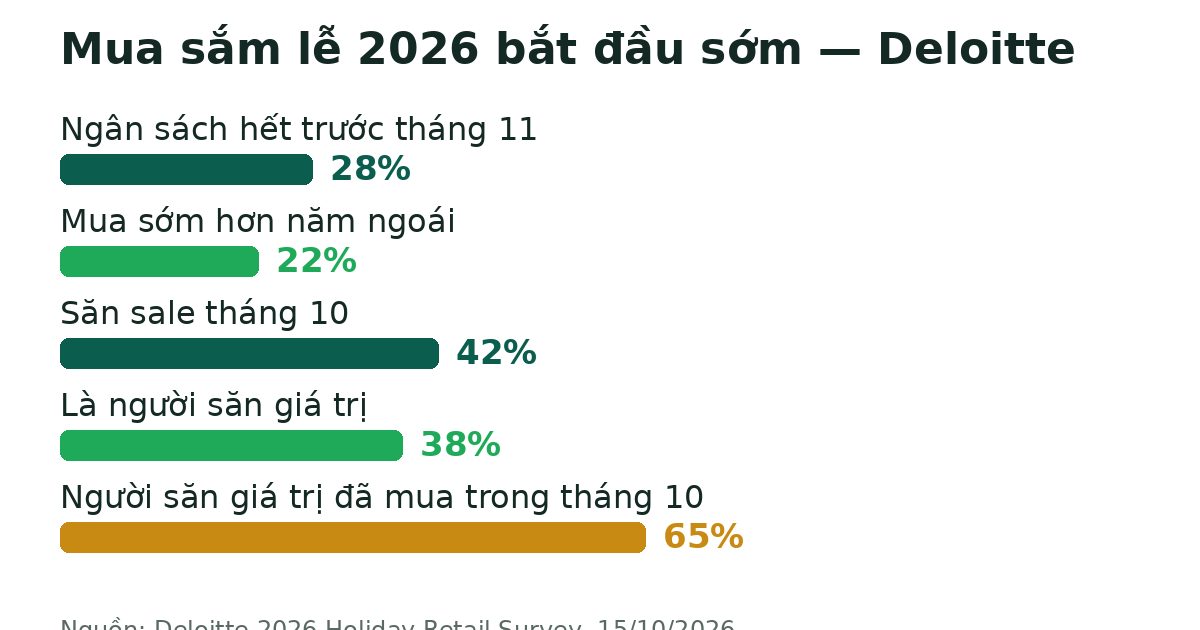 Mua sắm lễ 2026 bắt đầu sớm — Deloitte
Ngân sách hết trước tháng 11
28%
Mua sớm hơn năm ngoái
22%
Săn sale tháng 10
42%
Là người săn giá trị
38%
Người săn giá trị đã mua trong tháng 10
65%
Nguồn: Deloitte 2026 Holiday Retail Survey, 15/10/2026